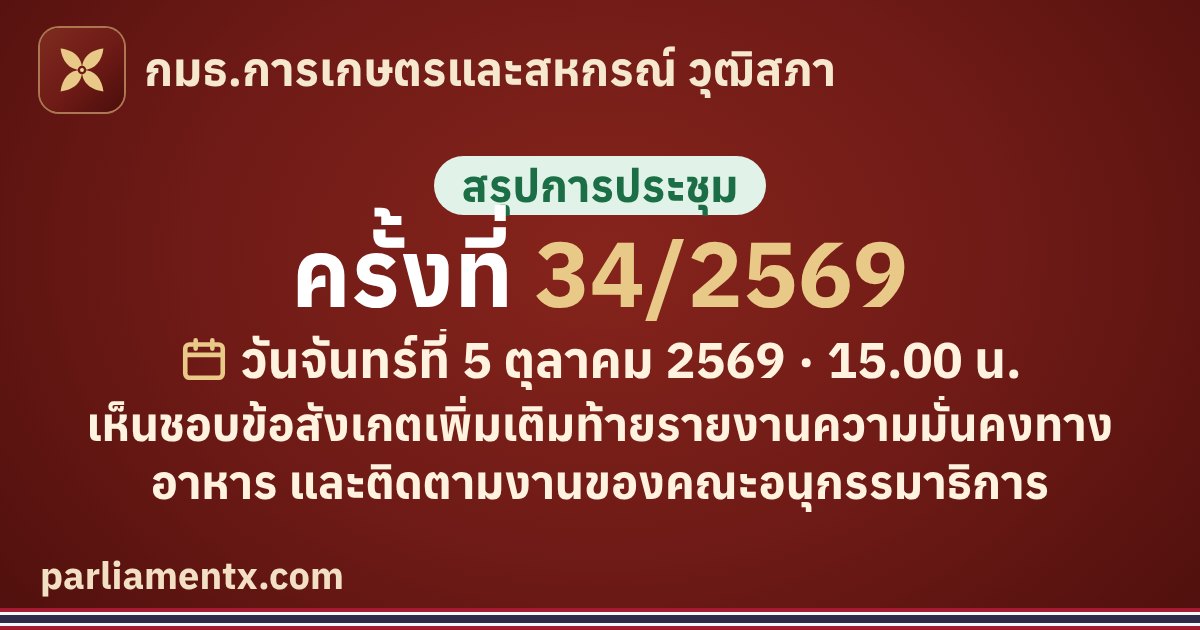 กมธ.การเกษตรและสหกรณ์ วุฒิสภา
สรุปการประชุม
ครั้งที่ 34/2569
วันจันทร์ที่ 5 ตุลาคม 2569 · 15.00 น.
เห็นชอบข้อสังเกตเพิ่มเติมท้ายรายงานความมั่นคงทาง
อาหาร และติดตามงานของคณะอนุกรรมาธิการ
parliamentx.com